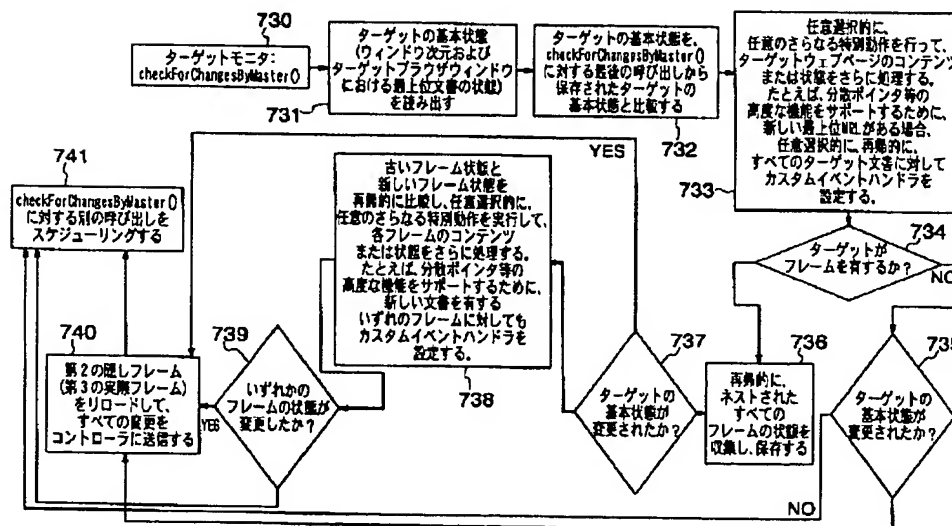 730
ターゲットモニタ:
checkForChangesByMaster()
ターゲットの基本状態
(ウィンドウ次元および
ターゲットブラウザウィンドウ
における最上位文書の状態)
を読み出す
731
ターゲットの基本状態を、
checkForChangesByMaster()
に対する最後の呼び出しから
保存されたターゲットの
基本状態と比較する
732
任意選択的に、
任意のさらなる特別動作を行って、
ターゲットウェブページのコンテンツ
または状態をさらに処理する。
たとえば、分散ポインタ等の
高度な機能をサポートするために、
新しい最上位URLがある場合、
任意選択的に、再帰的に、
すべてのターゲット文書に対して
カスタムイベントハンドラを
設定する。
733
734
ターゲットが
フレームを有するか?
NO
YES
741
checkForChangesByMaster()
に対する別の呼び出しを
スケジューリングする
古いフレーム状態と
新しいフレーム状態を
再帰的に比較し、任意選択的に、
任意のさらなる特別動作を実行して、
各フレームのコンテンツ
または状態をさらに処理する。
たとえば、分散ポインタ等の
高度な機能をサポートするために、
新しい文書を有する
いずれのフレームに対しても
カスタムイベントハンドラを
設定する。
738
740
第2の隠しフレーム
(第3の実際フレーム)
をリロードして、
すべての変更を
コントローラに送信する
739
いずれかの
フレームの状態が
変更したか?
YES
737
ターゲットの
基本状態が
変更されたか?
736
再帰的に、
ネストされた
すべての
フレームの状態を
収集し、保存する
735
ターゲットの
基本状態が
変更されたか?
NO